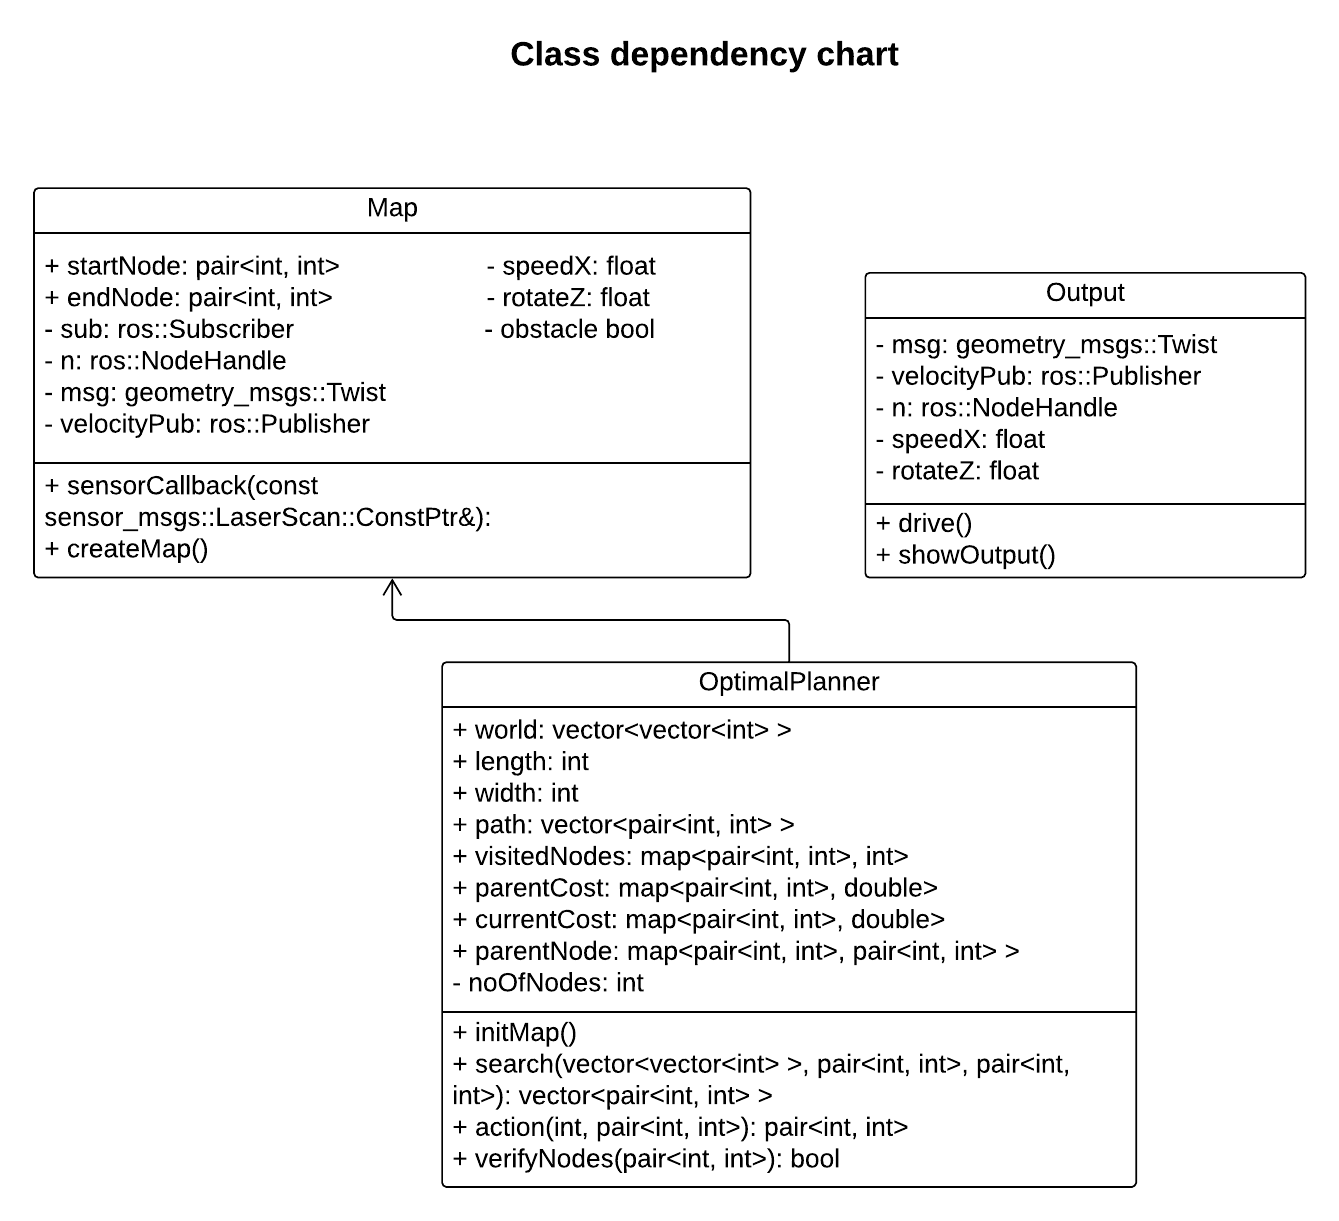 Class dependency chart
Map
+ startNode: pair<int, int>
+ endNode: pair<int, int>
- sub: ros::Subscriber
- n: ros::NodeHandle
- msg: geometry_msgs::Twist
- velocityPub: ros::Publisher
- speedX: float
- rotateZ: float
- obstacle bool
+ sensorCallback(const
sensor_msgs::LaserScan::ConstPtr&):
+ createMap()
Output
- msg: geometry_msgs::Twist
- velocityPub: ros::Publisher
- n: ros::NodeHandle
- speedX: float
- rotateZ: float
+ drive()
+ showOutput()
OptimalPlanner
+ world: vector<vector<int> >
+ length: int
+ width: int
+ path: vector<pair<int, int> >
+ visitedNodes: map<pair<int, int>, int>
+ parentCost: map<pair<int, int>, double>
+ currentCost: map<pair<int, int>, double>
+ parentNode: map<pair<int, int>, pair<int, int> >
- noOfNodes: int
+ initMap()
+ search(vector<vector<int> >, pair<int, int>, pair<int,
int>): vector<pair<int, int> >
+ action(int, pair<int, int>): pair<int, int>
+ verifyNodes(pair<int, int>): bool